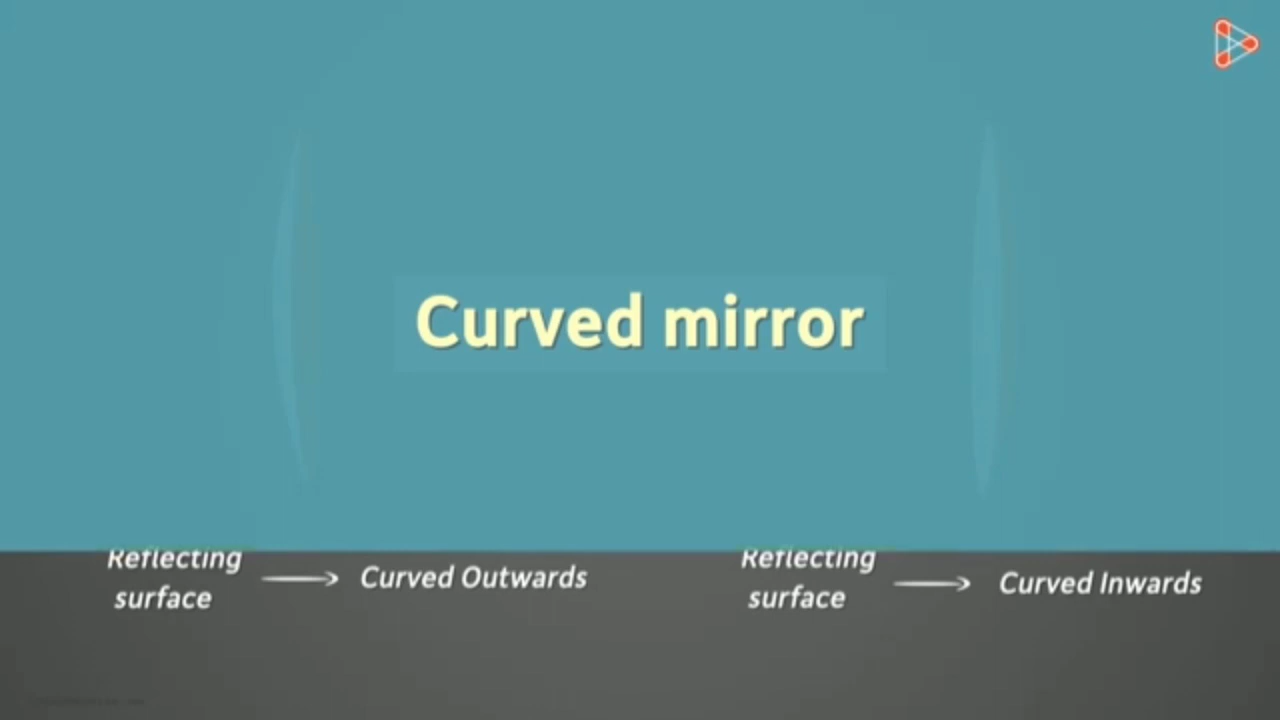 Curved mirror
Reflecting
surface
Curved Outwards
Reflecting
surface
Curved Inwards